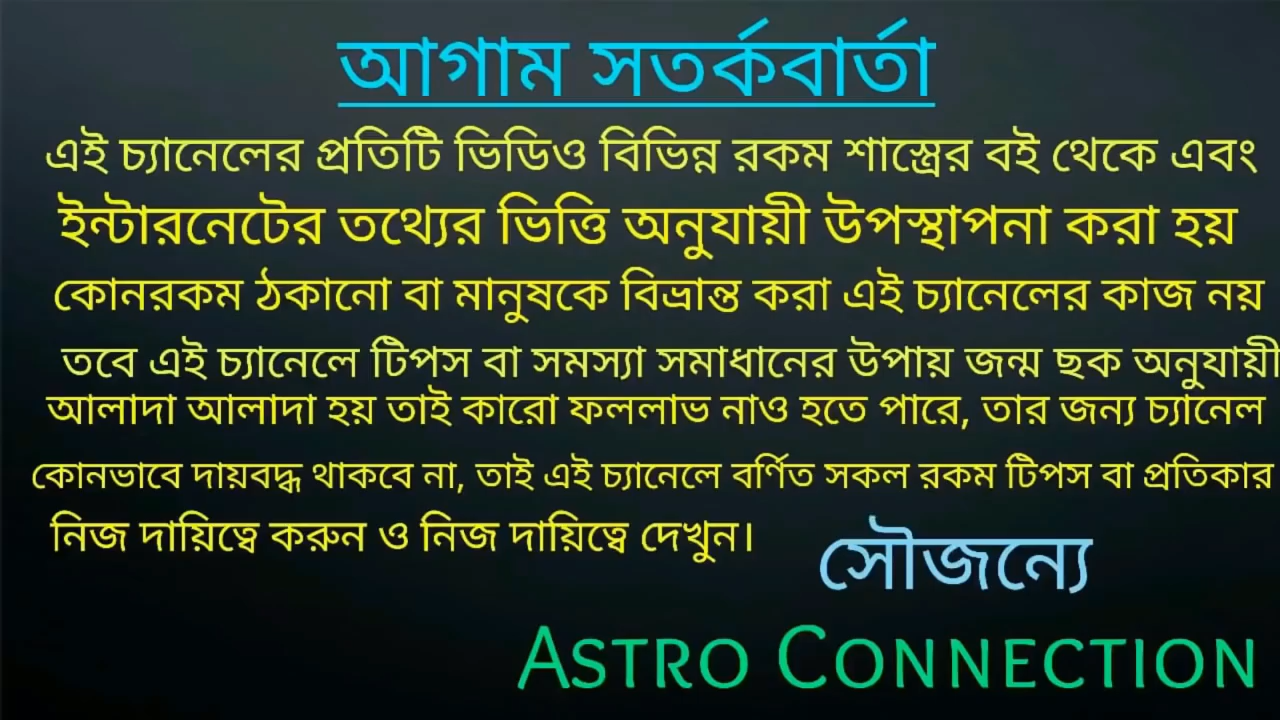 আগাম সতর্কবার্তা
এই চ্যানেলের প্রতিটি ভিডিও বিভিন্ন রকম শাস্ত্রের বই থেকে এবং
ইন্টারনেটের তথ্যের ভিত্তি অনুযায়ী উপস্থাপনা করা হয়
কোনরকম ঠকানো বা মানুষকে বিভ্রান্ত করা এই চ্যানেলের কাজ নয়
তবে এই চ্যানেলে টিপস বা সমস্যা সমাধানের উপায় জন্ম ছক অনুযায়ী
আলাদা আলাদা হয় তাই কারো ফললাভ নাও হতে পারে, তার জন্য চ্যানেল
কোনভাবে দায়বদ্ধ থাকবে না, তাই এই চ্যানেলে বর্ণিত সকল রকম টিপস বা প্রতিকার
নিজ দায়িত্বে করুন ও নিজ দায়িত্বে দেখুন।
সৌজন্যে
ASTRO CONNECTION